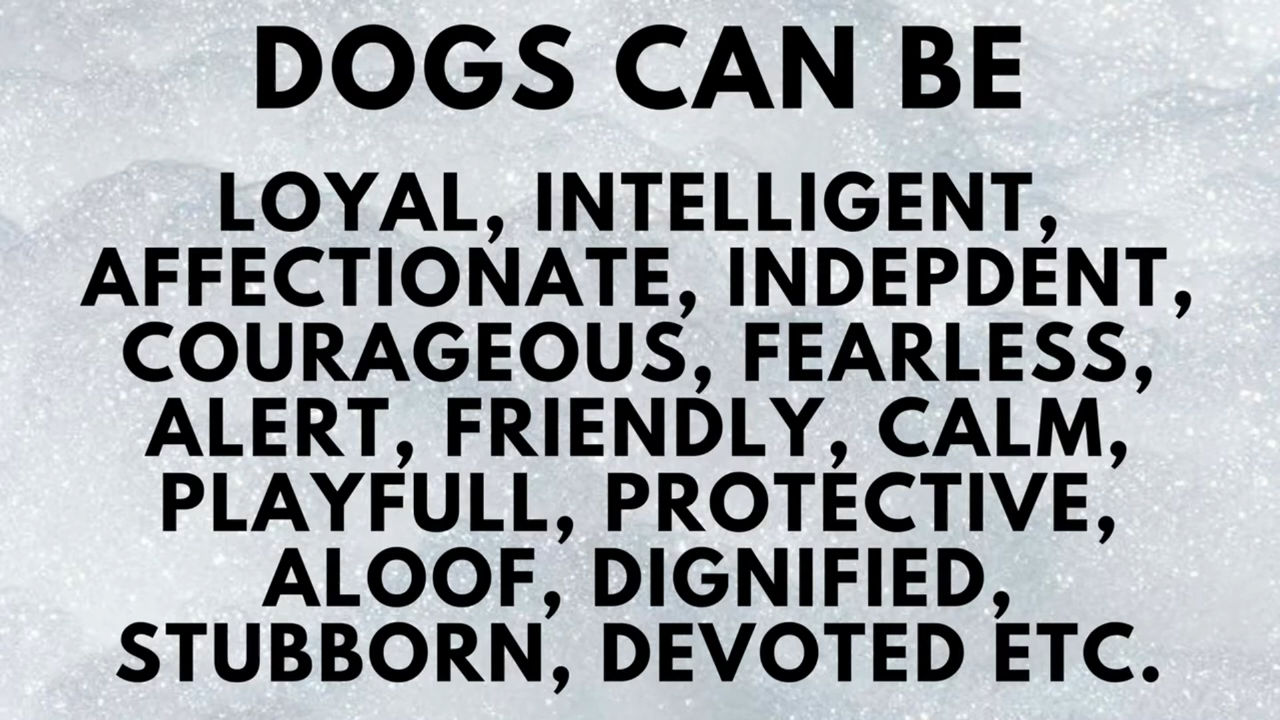 DOGS CAN BE
LOYAL, INTELLIGENT,
AFFECTIONATE, INDEPDENT,
COURAGEOUS, FEARLESS,
ALERT, FRIENDLY, CALM,
PLAYFULL, PROTECTIVE,
ALOOF, DIGNIFIED,
STUBBORN, DEVOTED ETC.